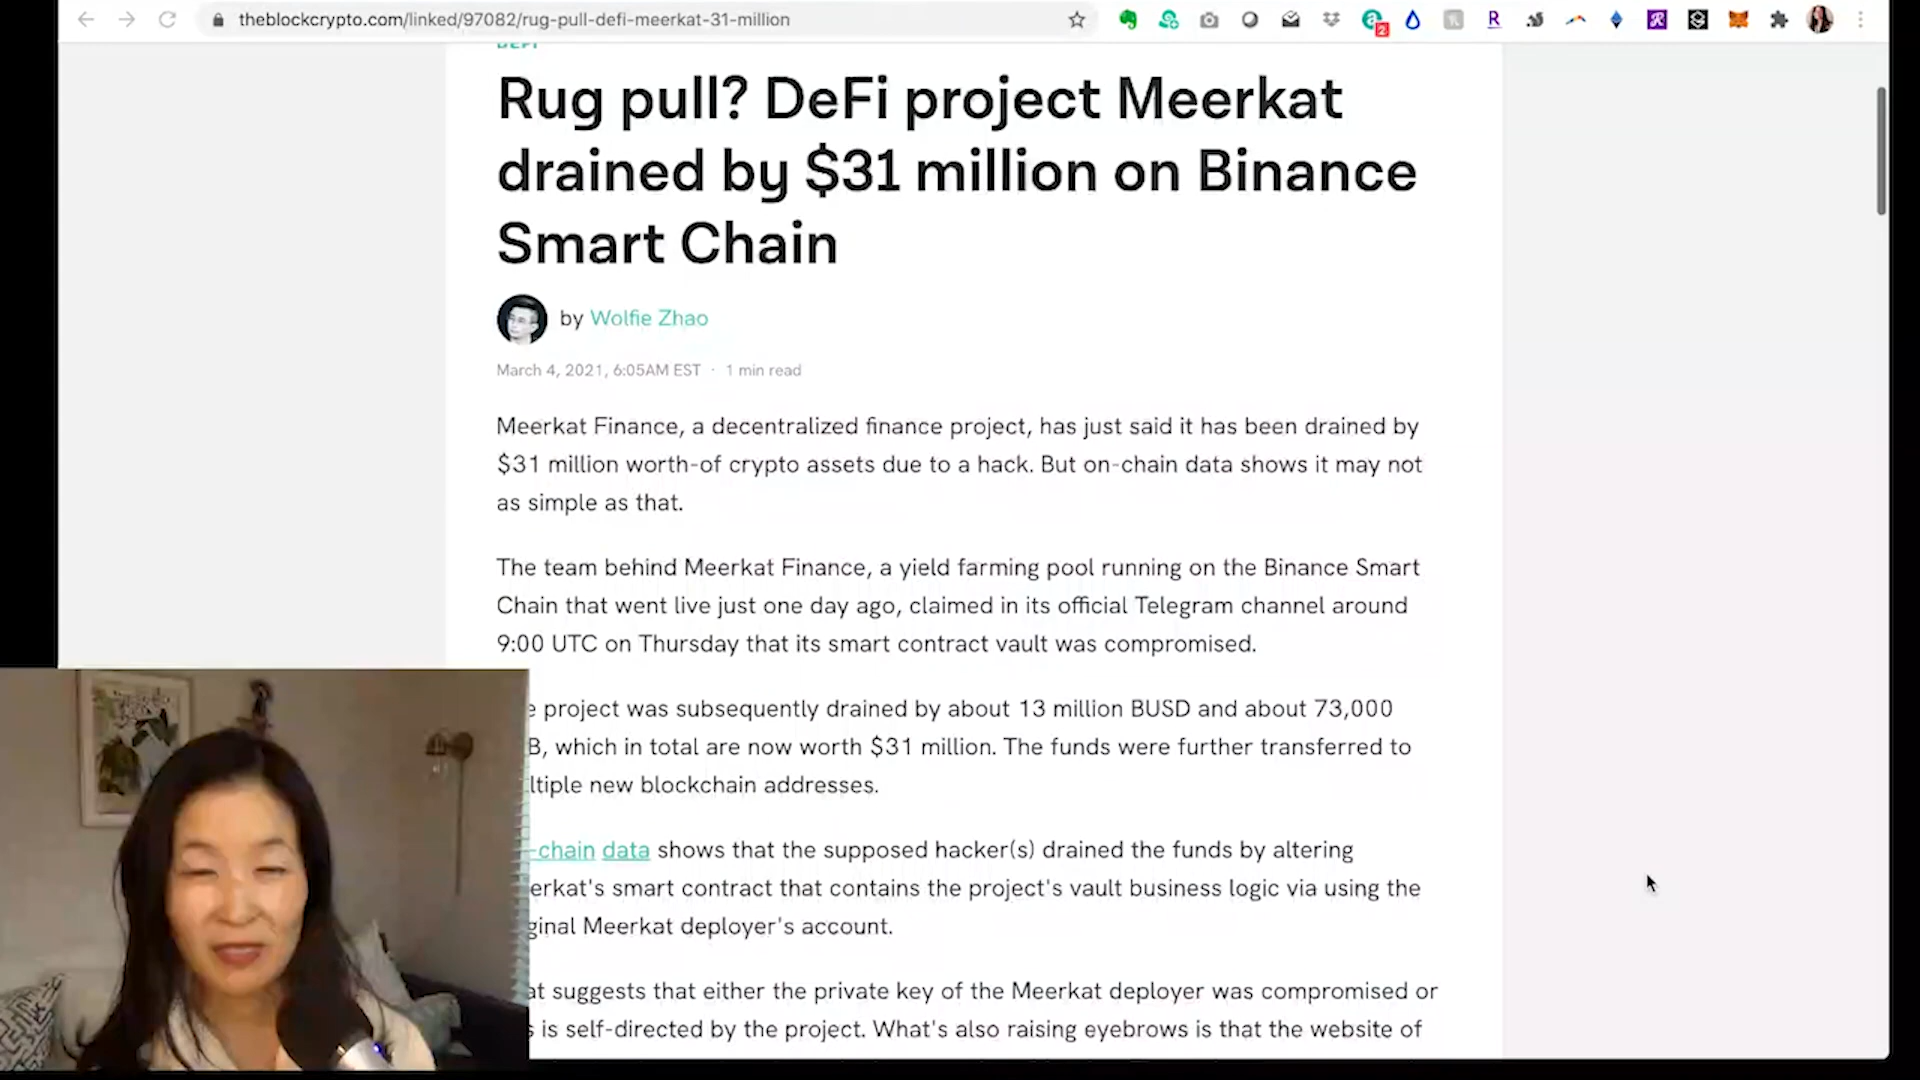 theblockcrypto.com/linked/97082/rug-pull-defi-meerkat-31-million
2
R
DEFI
Rug pull? DeFi project Meerkat
drained by $31 million on Binance
Smart Chain
by Wolfie Zhao
March 4, 2021, 6:05AM EST · 1 min read
Meerkat Finance, a decentralized finance project, has just said it has been drained by
$31 million worth-of crypto assets due to a hack. But on-chain data shows it may not
as simple as that.
The team behind Meerkat Finance, a yield farming pool running on the Binance Smart
Chain that went live just one day ago, claimed in its official Telegram channel around
9:00 UTC on Thursday that its smart contract vault was compromised.
e project was subsequently drained by about 13 million BUSD and about 73,000
B, which in total are now worth $31 million. The funds were further transferred to
ltiple new blockchain addresses.
-chain data shows that the supposed hacker(s) drained the funds by altering
erkat's smart contract that contains the project's vault business logic via using the
ginal Meerkat deployer's account.
at suggests that either the private key of the Meerkat deployer was compromised or
s is self-directed by the project. What's also raising eyebrows is that the website of